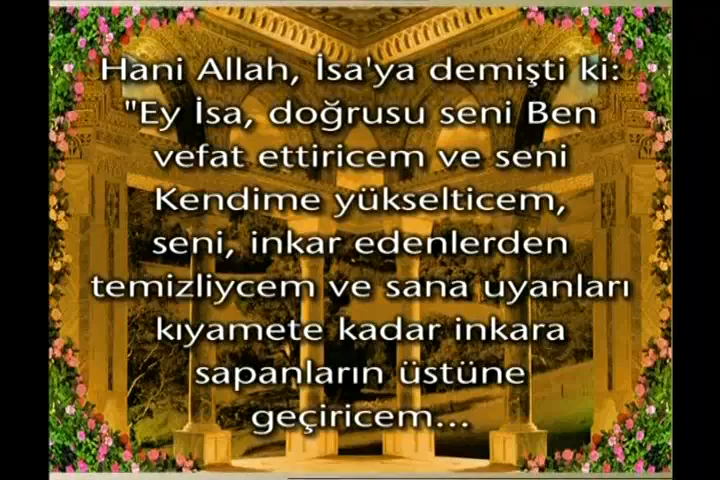 Hani Allah, İsa'ya demişti ki:
"Ey İsa, doğrusu seni Ben
vefat ettiricem ve seni
Kendime yükselticem,
seni, inkar edenlerden
temizliycem ve sana uyanları
kıyamete kadar inkara
sapanların üstüne
geçiricem...